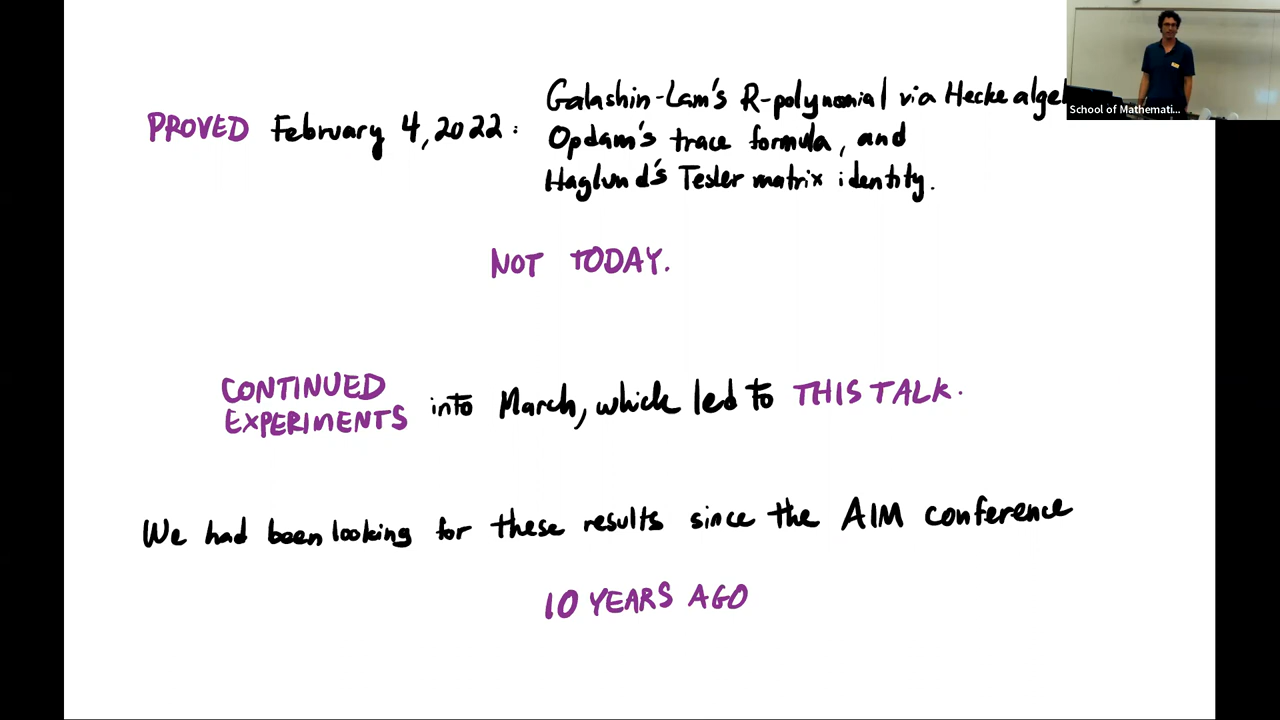 PROVED February 4, 2022: Galashin-Lam's R-polynomial via Hecke
Opdam's trace formula, and
Haglund's Tesler matrix identity.
NOT TODAY.
CONTINUED
EXPERIMENTS into March, which led to THIS TALK.
We had been looking for these results since the AIM conference
10 YEARS AGO
School of Mathemati...